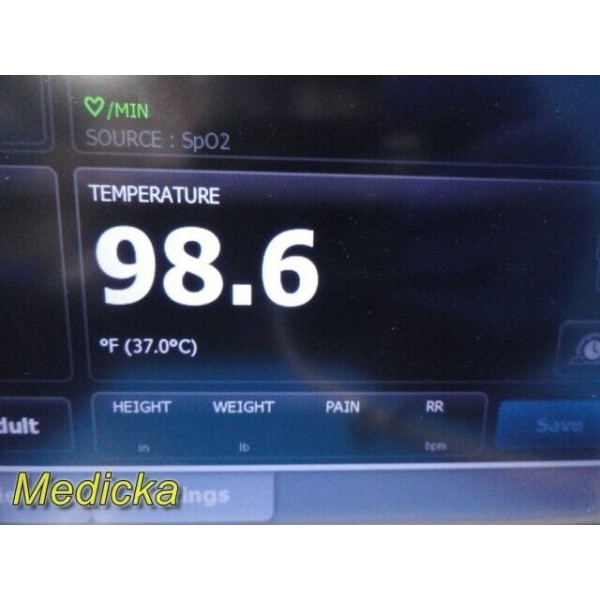 ♡/MIN
SOURCE : SpO2
TEMPERATURE
98.6
°F (37.0°C)
HEIGHT WEIGHT PAIN RR
in lb bpm
dult Save
Medicka ings